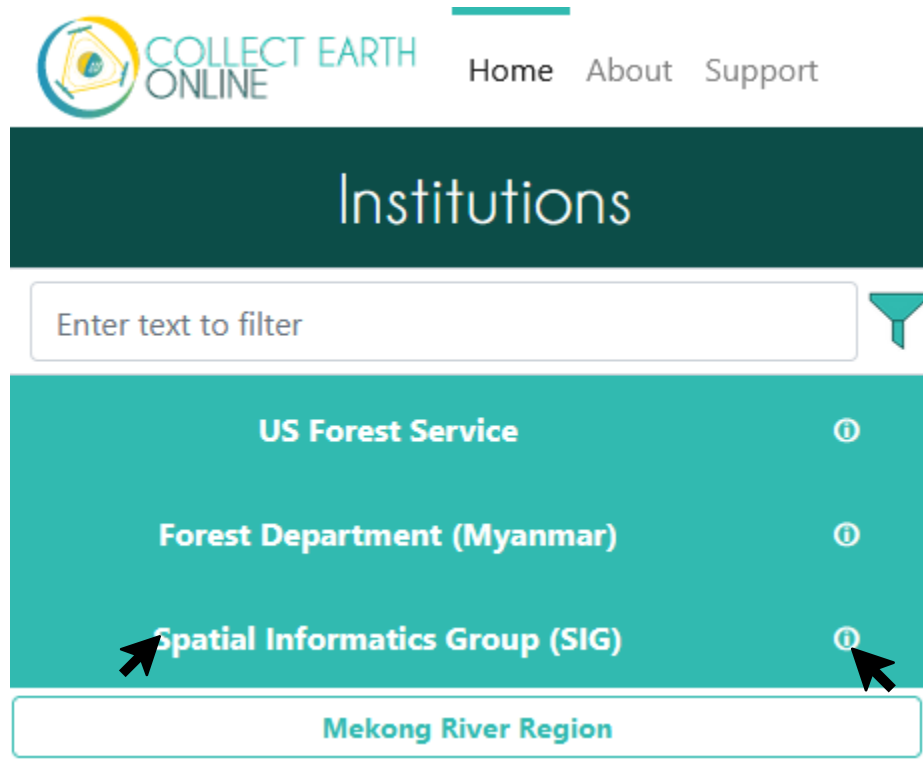 COLLECT EARTH
ONLINE
Home About Support
Institutions
Enter text to filter
US Forest Service
Forest Department (Myanmar)
Spatial Informatics Group (SIG)
Mekong River Region